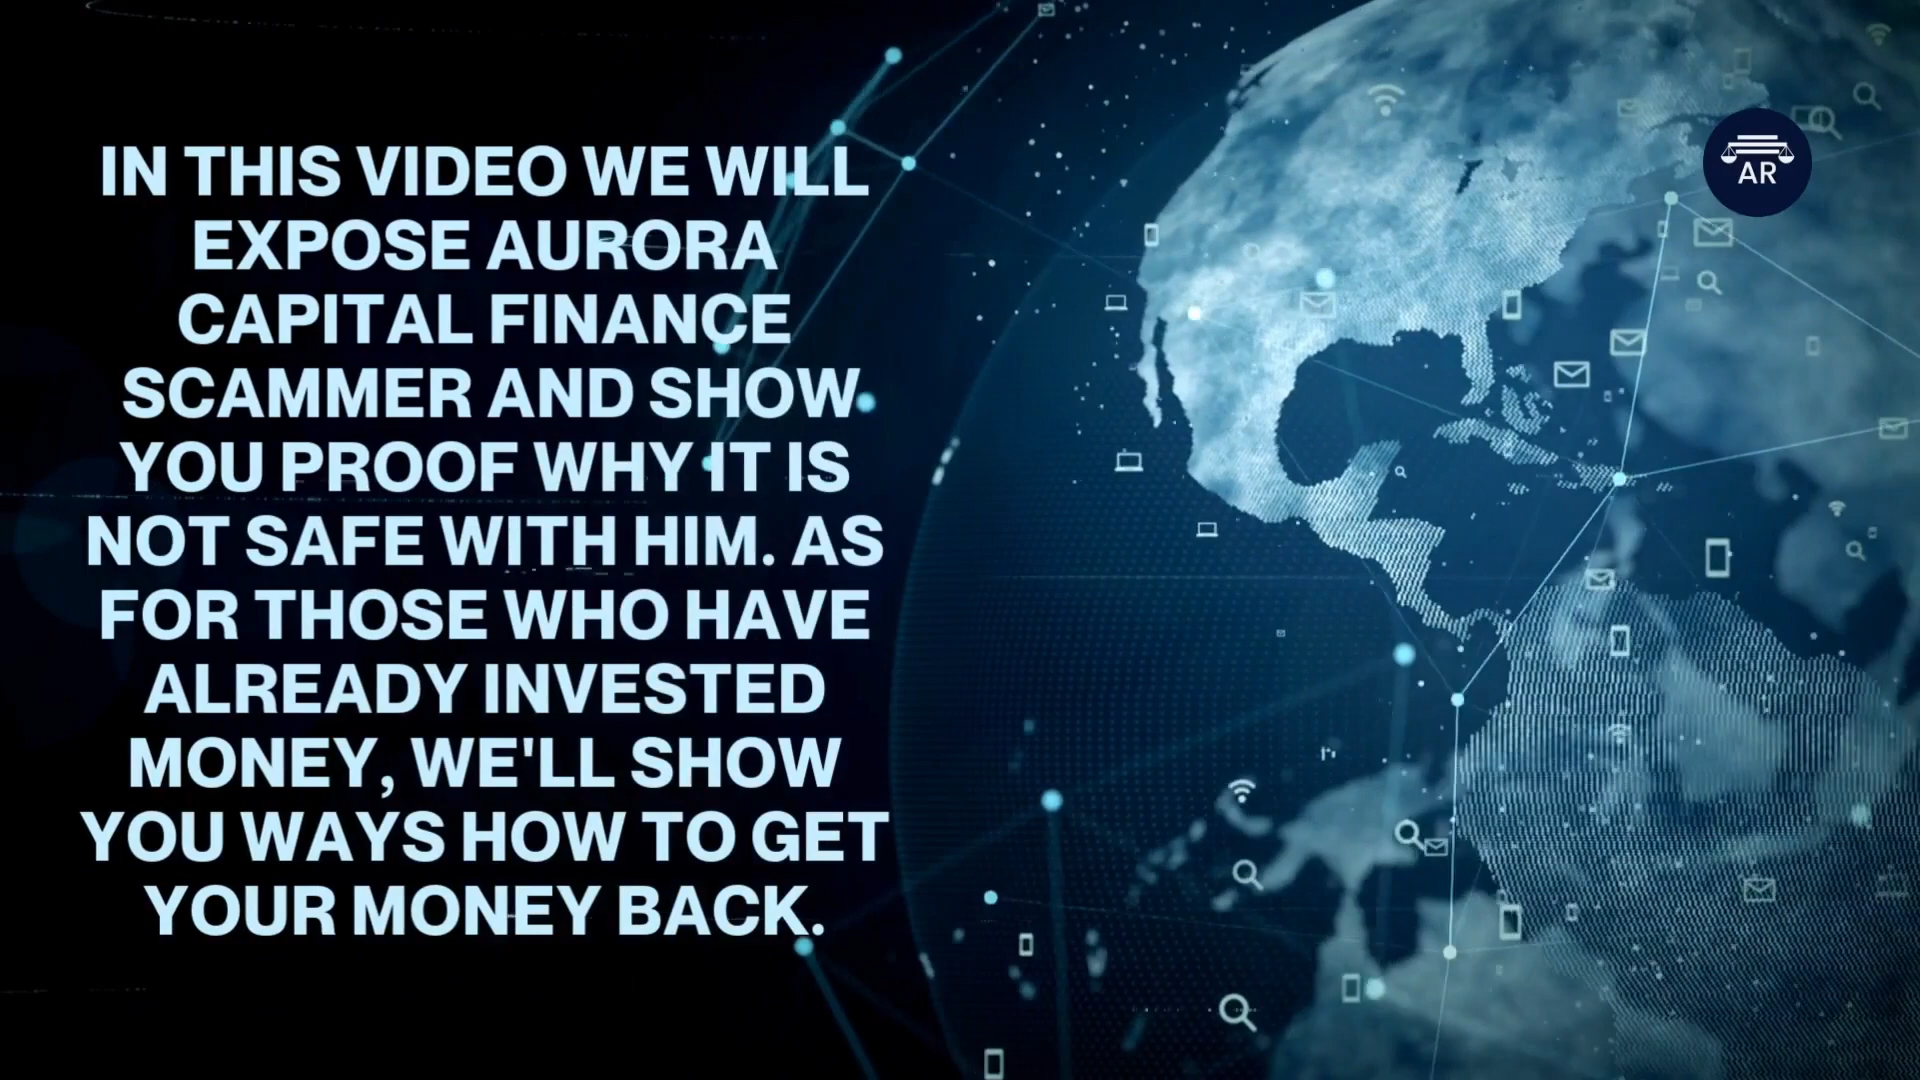 IN THIS VIDEO WE WILL
EXPOSE AURORA
CAPITAL FINANCE
SCAMMER AND SHOW
YOU PROOF WHY IT IS
NOT SAFE WITH HIM. AS
FOR THOSE WHO HAVE
ALREADY INVESTED
MONEY, WE'LL SHOW
YOU WAYS HOW TO GET
YOUR MONEY BACK.
AR